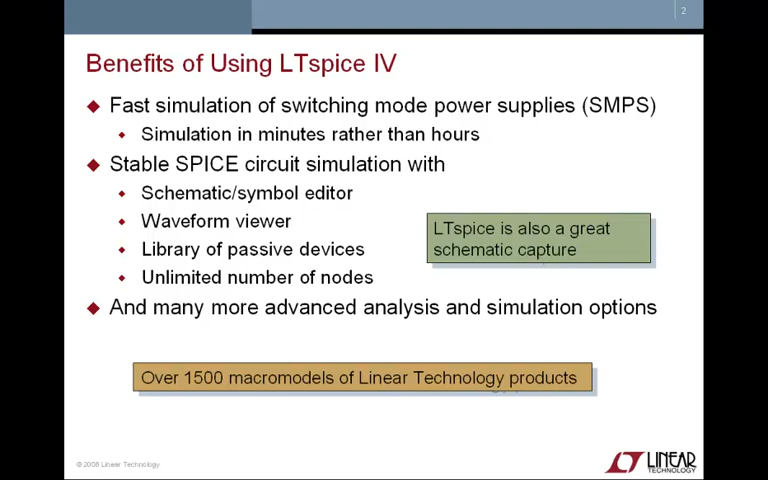 2
Benefits of Using LTspice IV
Fast simulation of switching mode power supplies (SMPS)
Simulation in minutes rather than hours
Stable SPICE circuit simulation with
Schematic/symbol editor
Waveform viewer
Library of passive devices
Unlimited number of nodes
LTspice is also a great
schematic capture
And many more advanced analysis and simulation options
Over 1500 macromodels of Linear Technology products
© 2008 Linear Technology
LINEAR
TECHNOLOGY